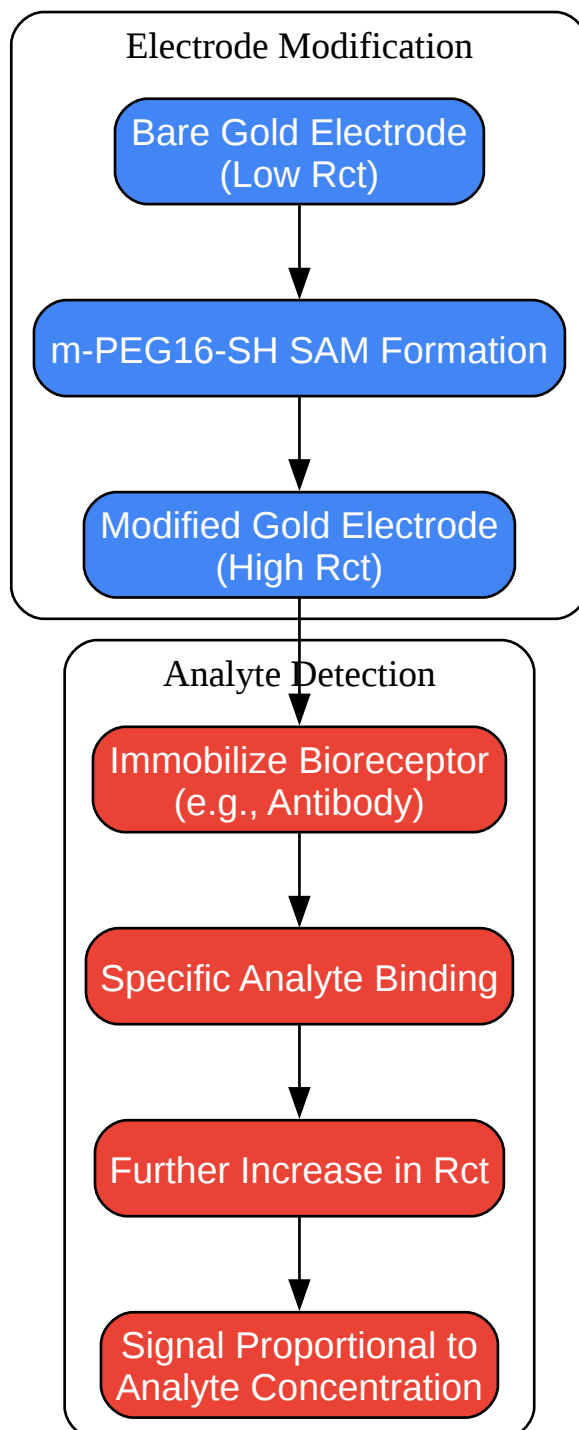 Electrode Modification
Bare Gold Electrode
(Low Rct)
m-PEG16-SH SAM Formation
Modified Gold Electrode
(High Rct)
Analyte Detection
Immobilize Bioreceptor
(e.g., Antibody)
Specific Analyte Binding
Further Increase in Rct
Signal Proportional to
Analyte Concentration